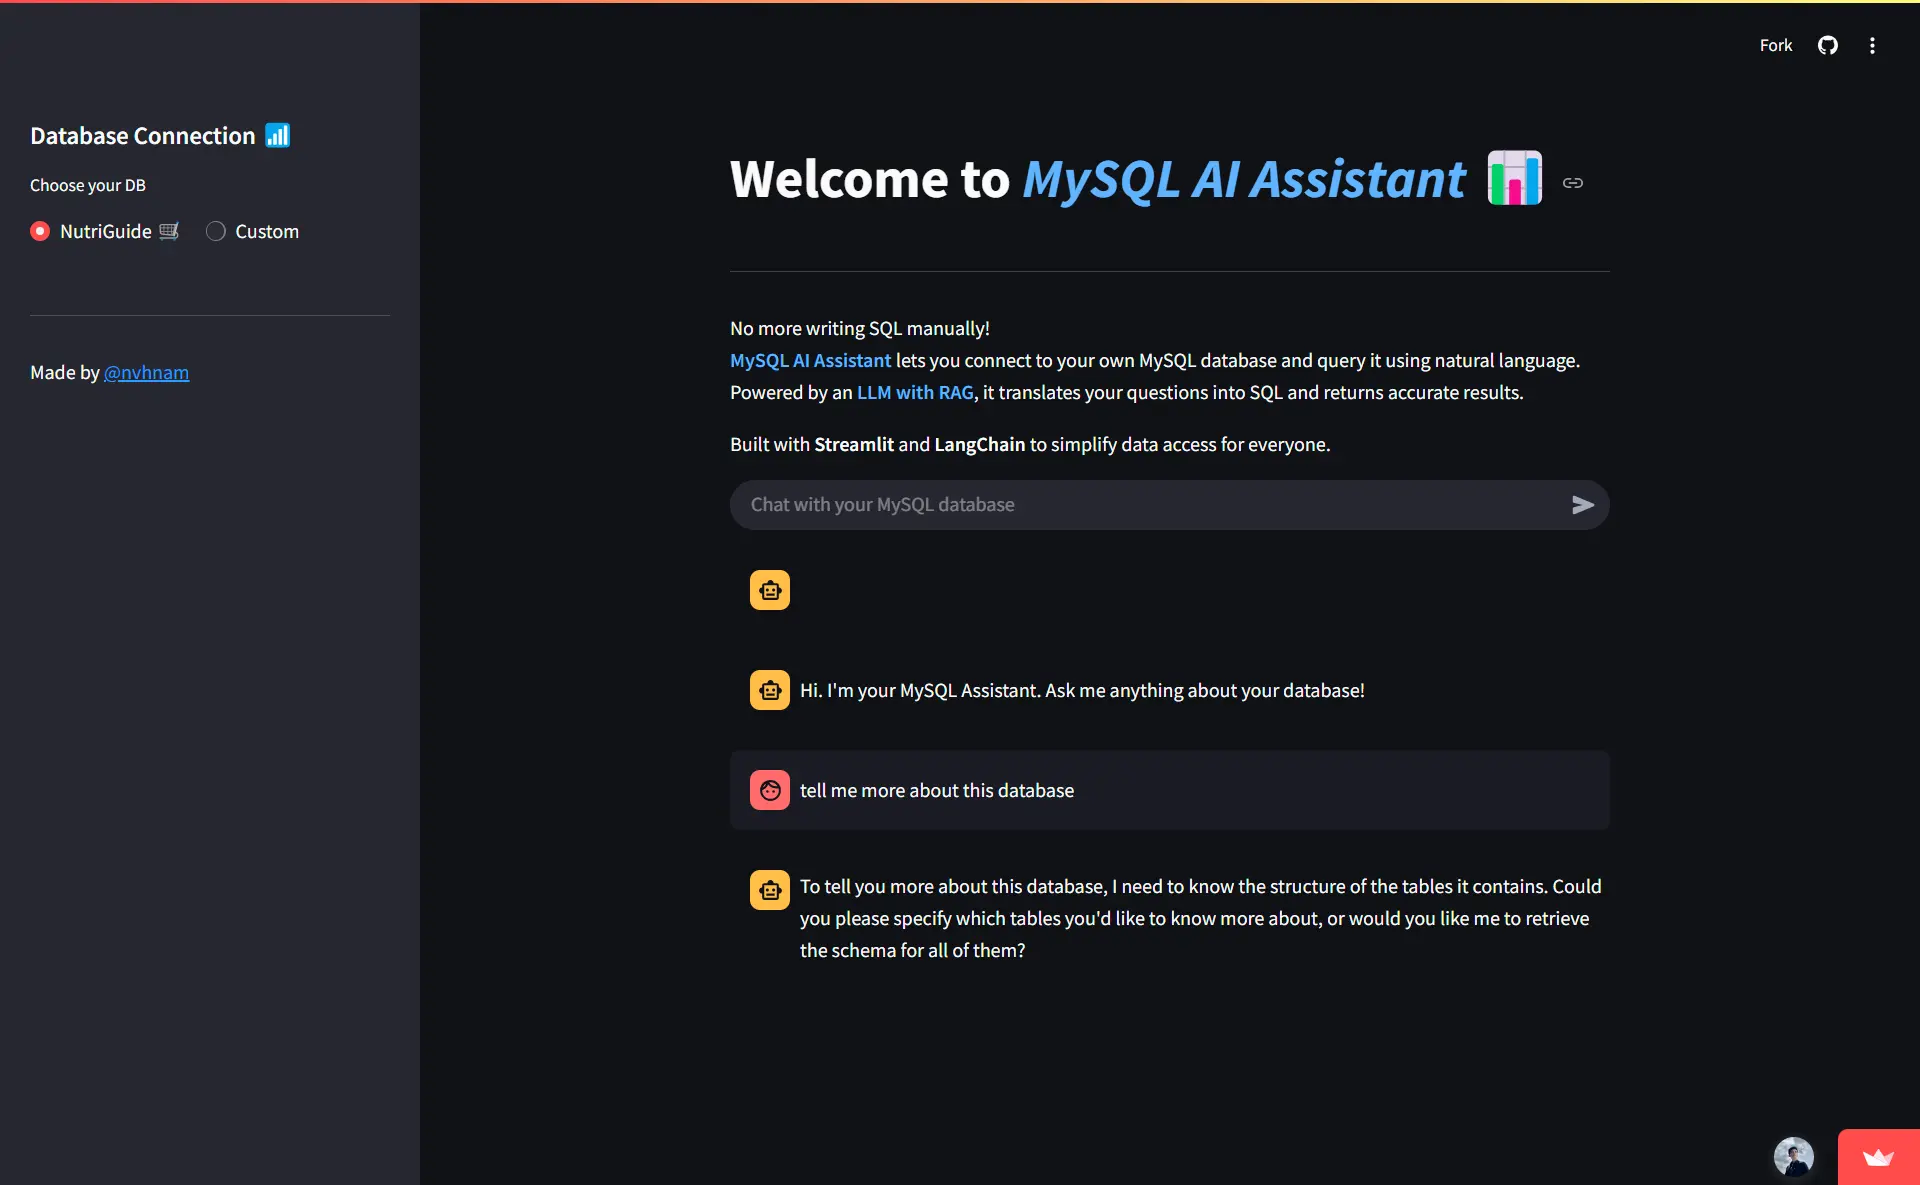 Fork
Database Connection
Choose your DB
NutriGuide
Custom
Made by @nvhnam
Welcome to MySQL AI Assistant
No more writing SQL manually!
MySQL AI Assistant lets you connect to your own MySQL database and query it using natural language.
Powered by an LLM with RAG, it translates your questions into SQL and returns accurate results.
Built with Streamlit and LangChain to simplify data access for everyone.
Chat with your MySQL database
Hi. I'm your MySQL Assistant. Ask me anything about your database!
tell me more about this database
To tell you more about this database, I need to know the structure of the tables it contains. Could
you please specify which tables you'd like to know more about, or would you like me to retrieve
the schema for all of them?